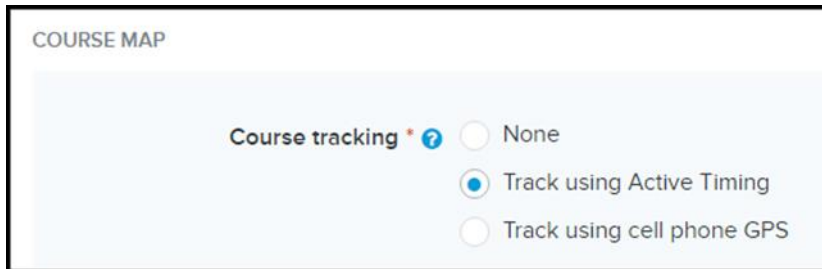 COURSE MAP
Course tracking * ? None
Track using Active Timing
Track using cell phone GPS